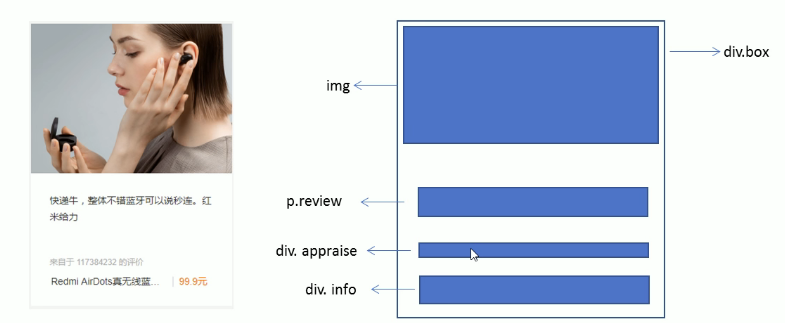 快递牛，整体不错蓝牙可以说秒连。红
米给力
来自于 117384232 的评价
Redmi AirDots真无线蓝... 99.9元
img
div.box
p.review
div. appraise
div. info